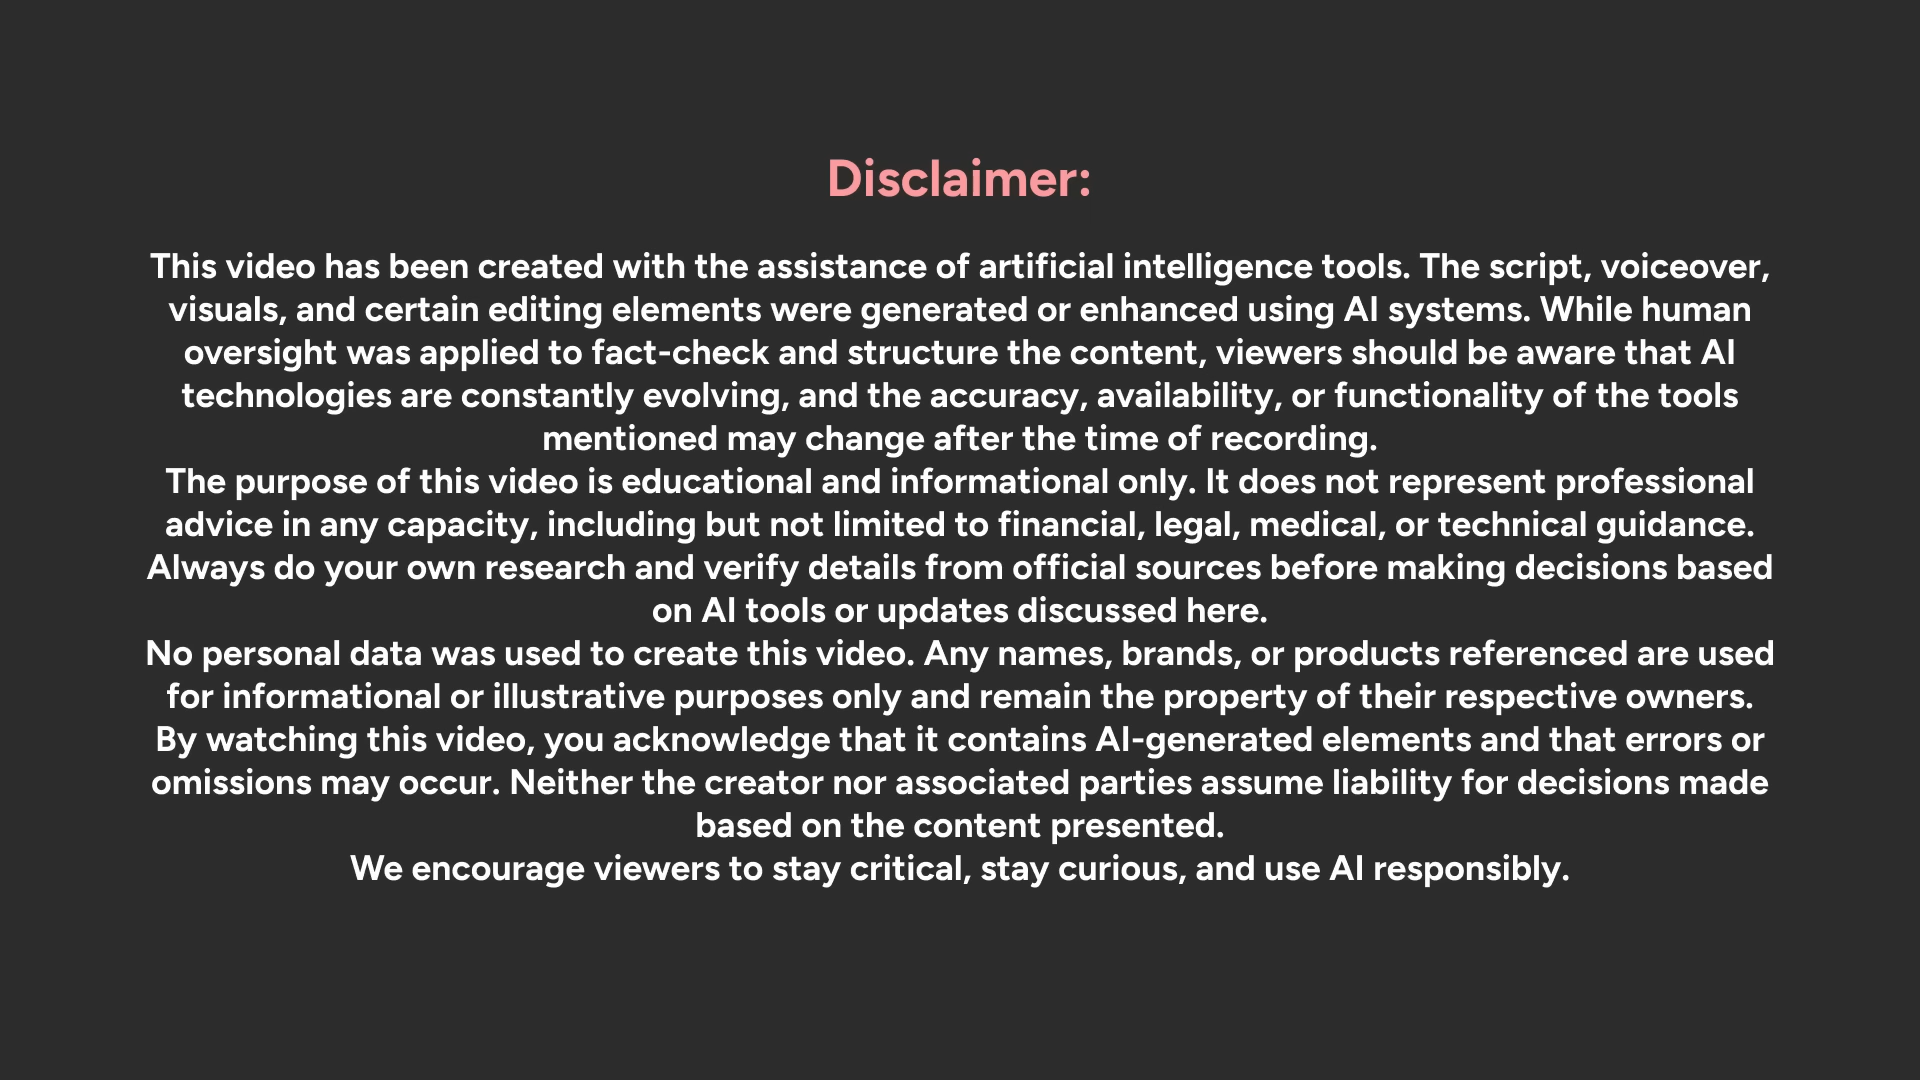 Disclaimer:
This video has been created with the assistance of artificial intelligence tools. The script, voiceover,
visuals, and certain editing elements were generated or enhanced using AI systems. While human
oversight was applied to fact-check and structure the content, viewers should be aware that AI
technologies are constantly evolving, and the accuracy, availability, or functionality of the tools
mentioned may change after the time of recording.
The purpose of this video is educational and informational only. It does not represent professional
advice in any capacity, including but not limited to financial, legal, medical, or technical guidance.
Always do your own research and verify details from official sources before making decisions based
on AI tools or updates discussed here.
No personal data was used to create this video. Any names, brands, or products referenced are used
for informational or illustrative purposes only and remain the property of their respective owners.
By watching this video, you acknowledge that it contains AI-generated elements and that errors or
omissions may occur. Neither the creator nor associated parties assume liability for decisions made
based on the content presented.
We encourage viewers to stay critical, stay curious, and use AI responsibly.